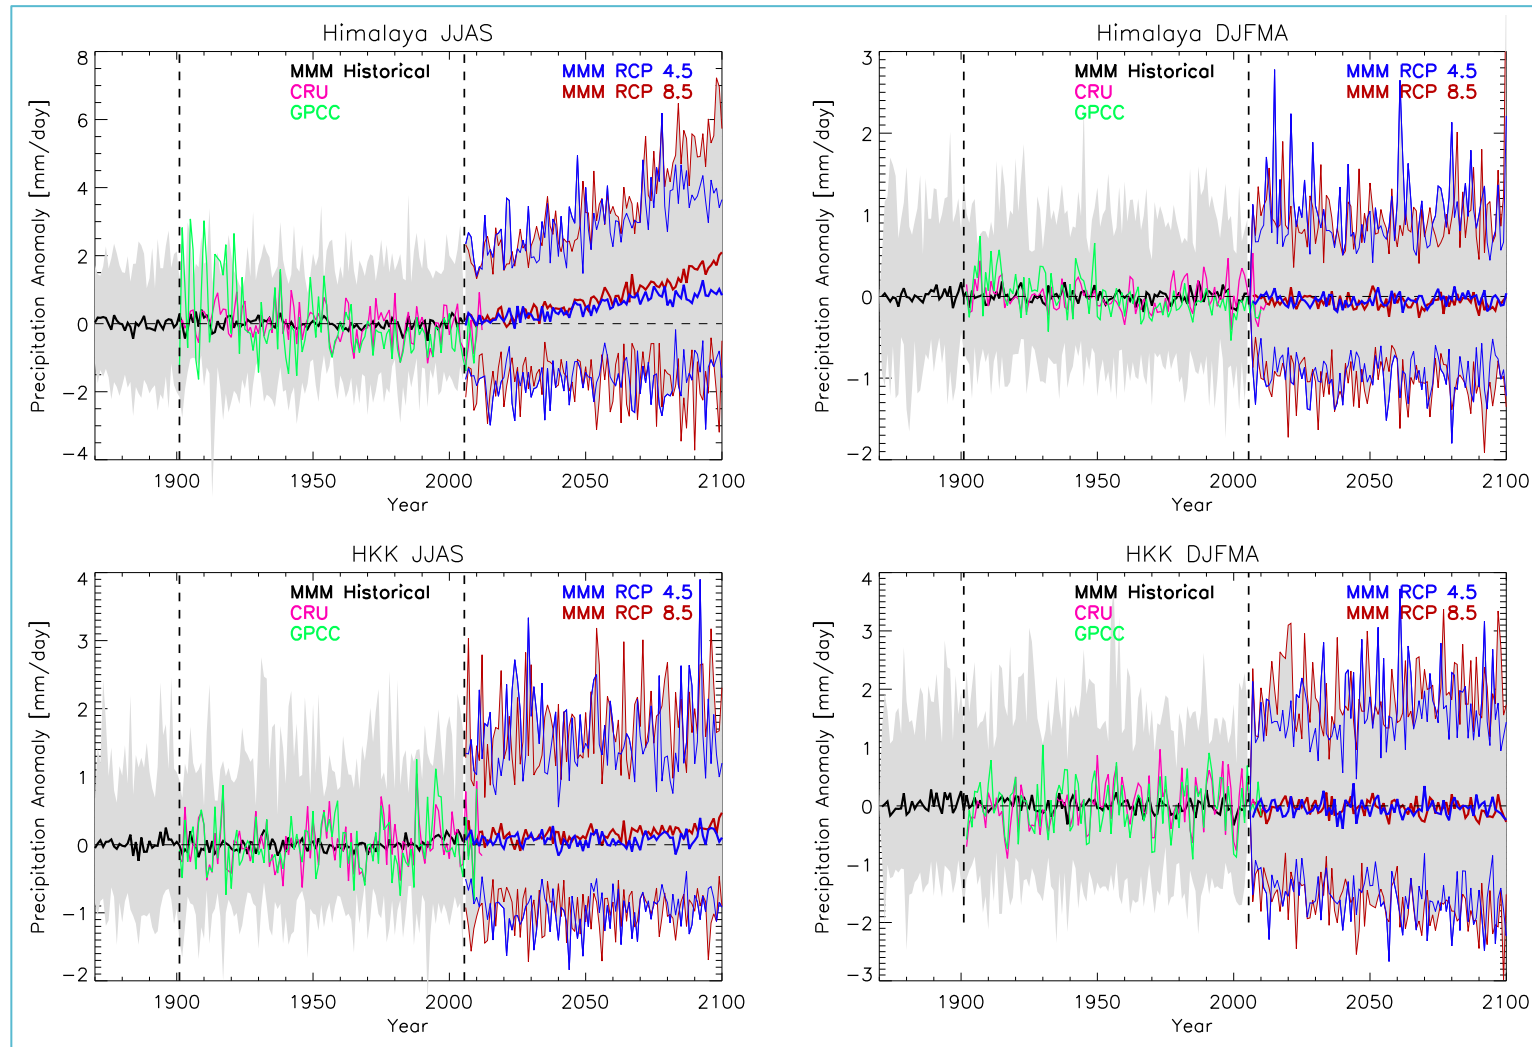 Himalaya JJAS
Precipitation Anomaly [mm/day]
8
6
4
2
0
−2
−4
MMM Historical
CRU
GPCC
MMM RCP 4.5
MMM RCP 8.5
1900 1950 2000 2050 2100
Year
Himalaya DJFMA
Precipitation Anomaly [mm/day]
3
2
1
0
−1
−2
MMM Historical
CRU
GPCC
MMM RCP 4.5
MMM RCP 8.5
1900 1950 2000 2050 2100
Year
HKK JJAS
Precipitation Anomaly [mm/day]
4
3
2
1
0
−1
−2
MMM Historical
CRU
GPCC
MMM RCP 4.5
MMM RCP 8.5
1900 1950 2000 2050 2100
Year
HKK DJFMA
Precipitation Anomaly [mm/day]
4
3
2
1
0
−1
−2
−3
MMM Historical
CRU
GPCC
MMM RCP 4.5
MMM RCP 8.5
1900 1950 2000 2050 2100
Year